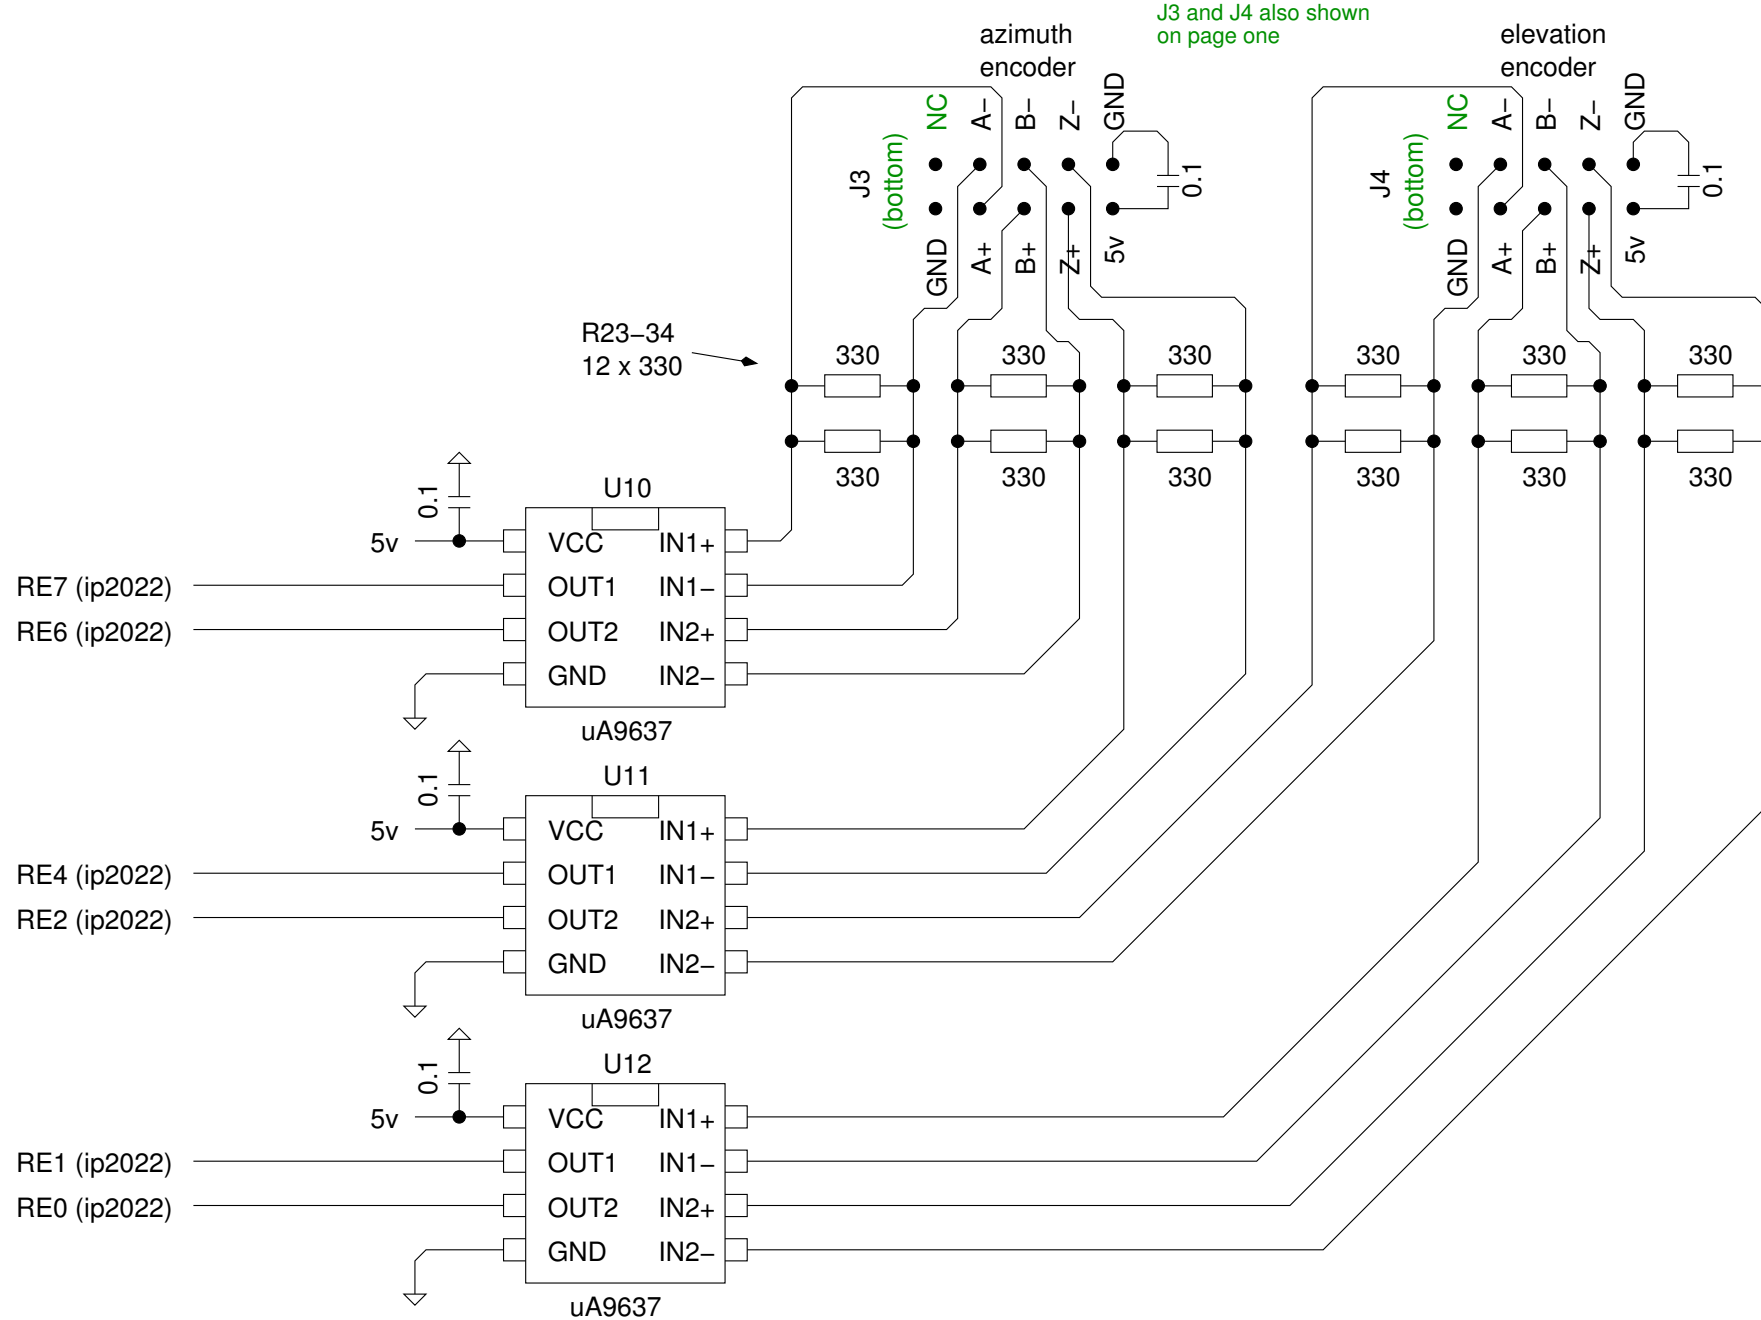 J3 and J4 also shown
on page one
azimuth
encoder
elevation
encoder
NC
A−
B−
Z−
GND
J3
(bottom)
0.1
GND
A+
B+
Z+
5v
NC
A−
B−
Z−
GND
J4
(bottom)
0.1
GND
A+
B+
Z+
5v
R23−34
12 x 330
330
330
330
330
330
330
330
330
330
330
330
330
0.1
U10
5v
VCC
IN1+
RE7 (ip2022)
OUT1
IN1−
RE6 (ip2022)
OUT2
IN2+
GND
IN2−
uA9637
0.1
U11
5v
VCC
IN1+
RE4 (ip2022)
OUT1
IN1−
RE2 (ip2022)
OUT2
IN2+
GND
IN2−
uA9637
0.1
U12
5v
VCC
IN1+
RE1 (ip2022)
OUT1
IN1−
RE0 (ip2022)
OUT2
IN2+
GND
IN2−
uA9637